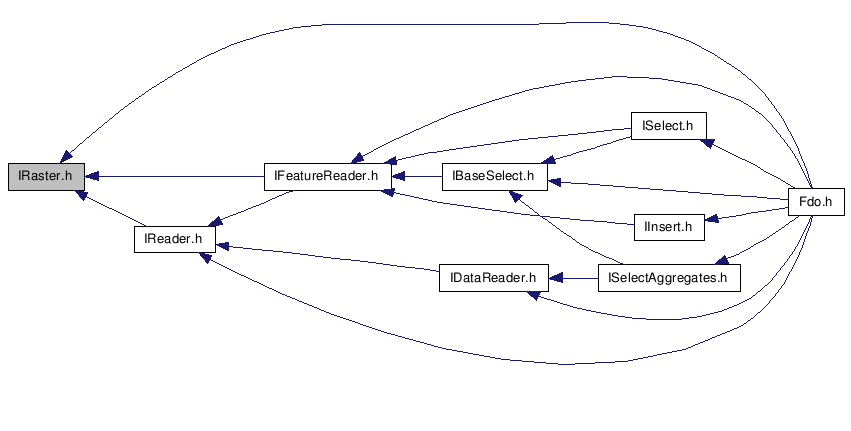 ISelect.h
IRaster.h
IFeatureReader.h
IBaseSelect.h
Fdo.h
IInsert.h
IReader.h
IDataReader.h
ISelectAggregates.h